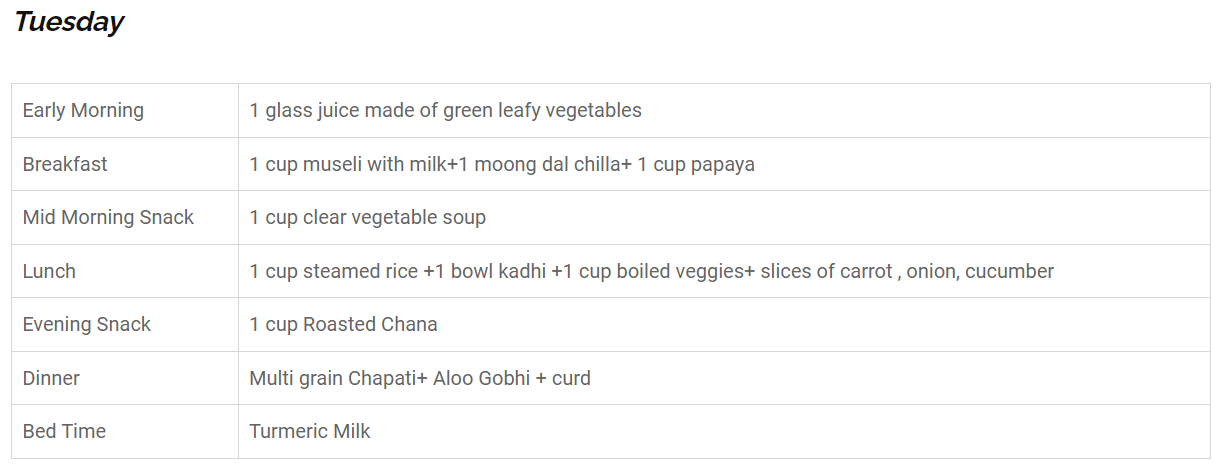 Tuesday
Early Morning 1 glass juice made of green leafy vegetables
Breakfast 1 cup museli with milk+1 moong dal chilla+ 1 cup papaya
Mid Morning Snack 1 cup clear vegetable soup
Lunch 1 cup steamed rice +1 bowl kadhi +1 cup boiled veggies+ slices of carrot , onion, cucumber
Evening Snack 1 cup Roasted Chana
Dinner Multi grain Chapati+ Aloo Gobhi + curd
Bed Time Turmeric Milk